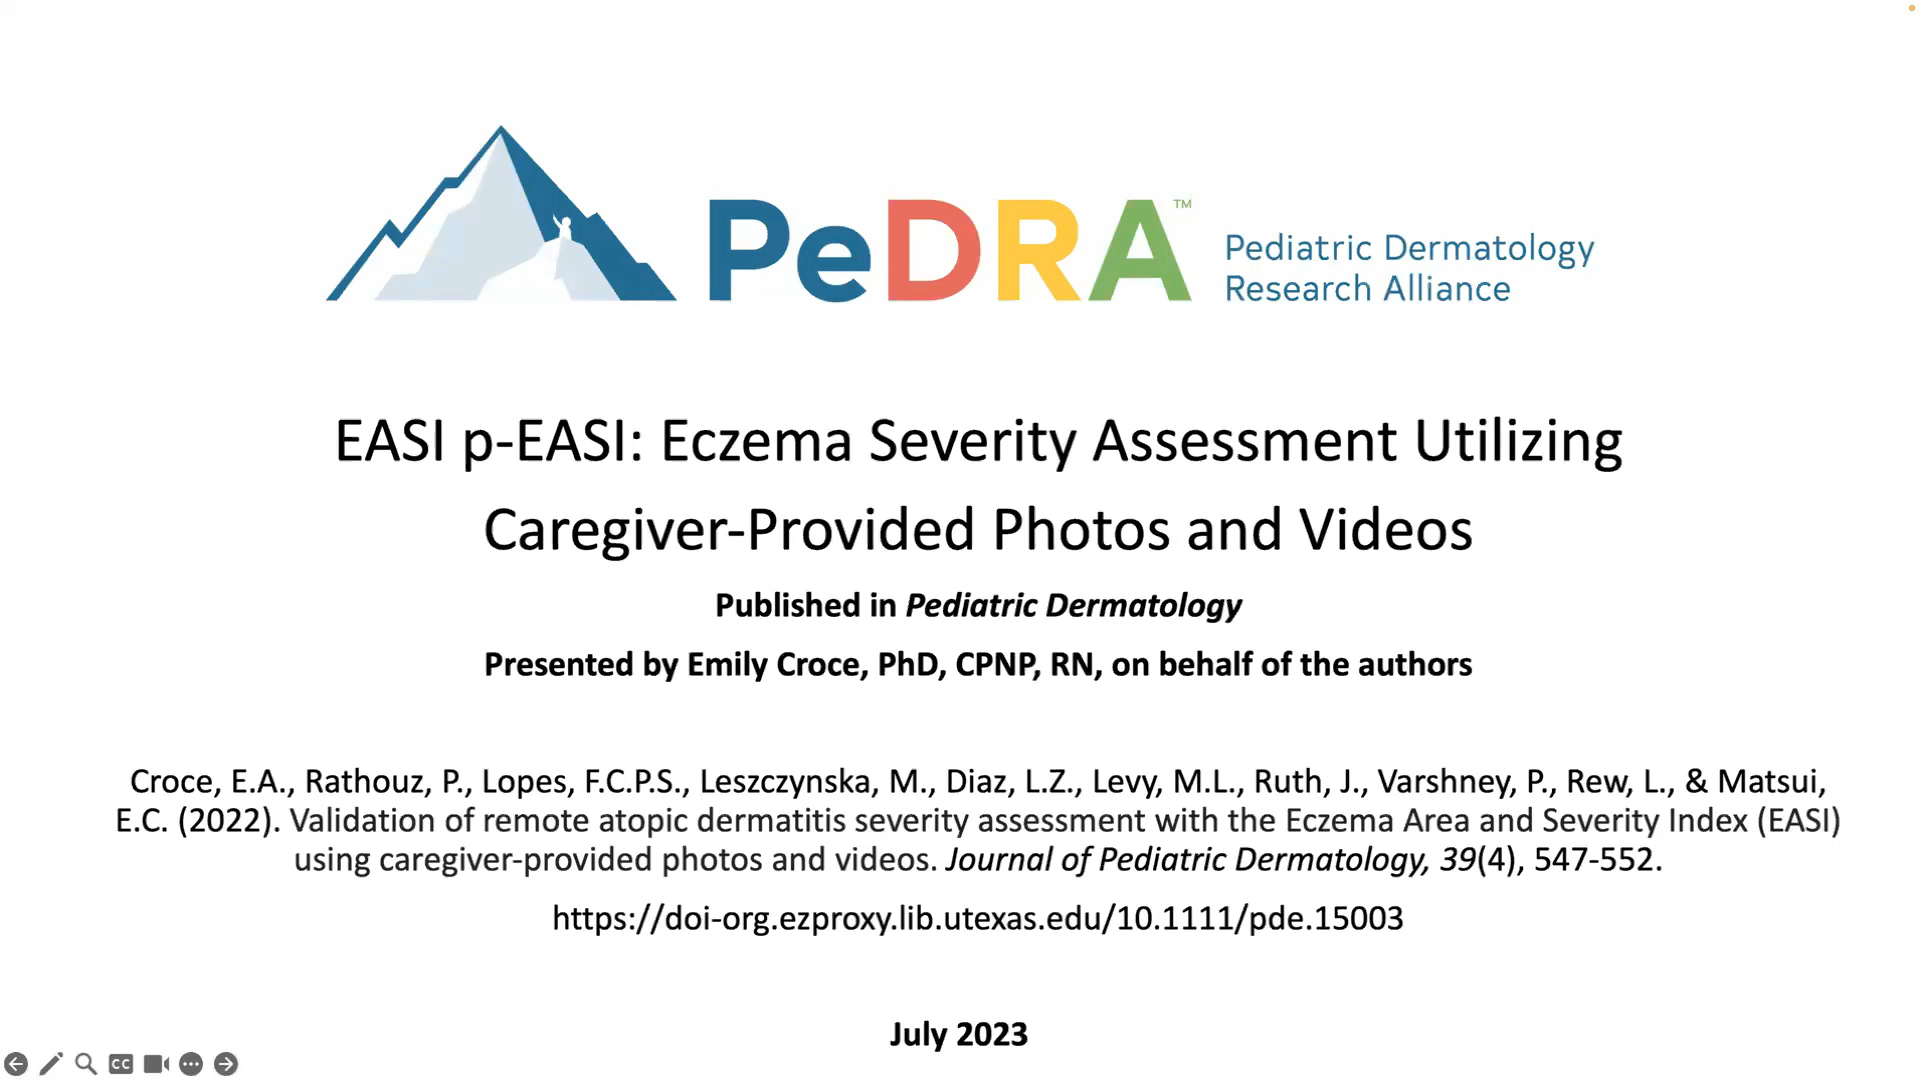 PeDRA™
Pediatric Dermatology
Research Alliance
EASI p-EASI: Eczema Severity Assessment Utilizing
Caregiver-Provided Photos and Videos
Published in Pediatric Dermatology
Presented by Emily Croce, PhD, CPNP, RN, on behalf of the authors
Croce, E.A., Rathouz, P., Lopes, F.C.P.S., Leszczynska, M., Diaz, L.Z., Levy, M.L., Ruth, J., Varshney, P., Rew, L., & Matsui,
E.C. (2022). Validation of remote atopic dermatitis severity assessment with the Eczema Area and Severity Index (EASI)
using caregiver-provided photos and videos. Journal of Pediatric Dermatology, 39(4), 547-552.
https://doi-org.ezproxy.lib.utexas.edu/10.1111/pde.15003
July 2023
CC